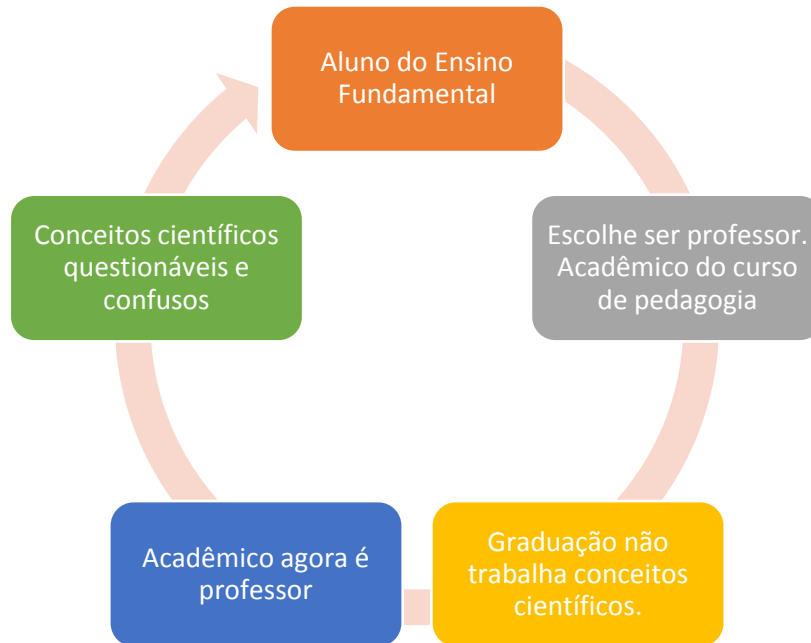 Aluno do Ensino
Fundamental
Escolhe ser professor.
Acadêmico do curso
de pedagogia
Graduação não
trabalha conceitos
científicos.
Acadêmico agora é
professor
Conceitos científicos
questionáveis e
confusos